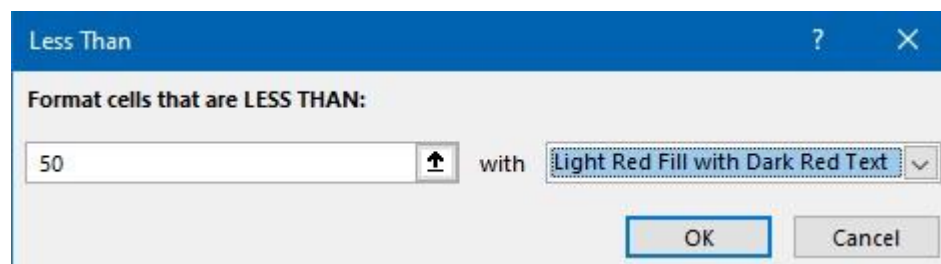 Less Than ?
Format cells that are LESS THAN:
50 with Light Red Fill with Dark Red Text
OK Cancel